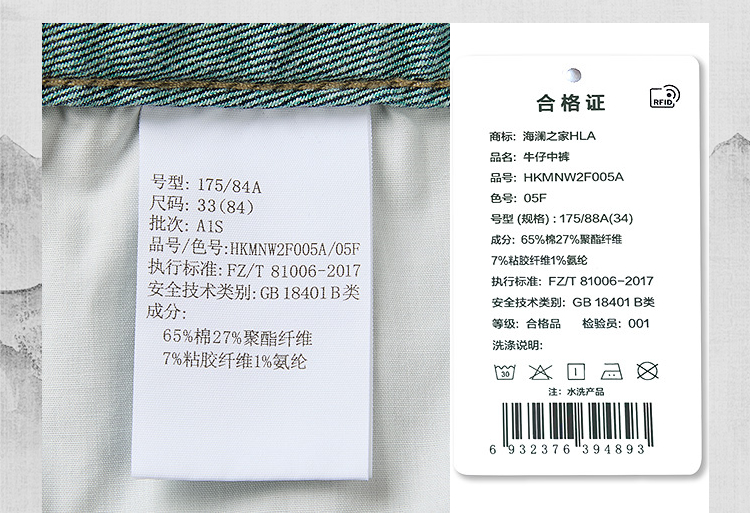 号型: 175/84A
尺码: 33(84)
批次: A1S
品号/色号:HKMNW2F005A/05F
执行标准: FZ/T 81006-2017
安全技术类别: GB 18401 B类
成分:
65%棉27%聚酯纤维
7%粘胶纤维1%氨纶
合格证
RFID
商标: 海澜之家HLA
品名: 牛仔中裤
品号: HKMNW2F005A
色号: 05F
号型 (规格) : 175/88A(34)
成分: 65%棉27%聚酯纤维
7%粘胶纤维1%氨纶
执行标准: FZ/T 81006-2017
安全技术类别: GB 18401 B类
等级: 合格品 检验员: 001
洗涤说明:
30
注: 水洗产品
6 932376 394893